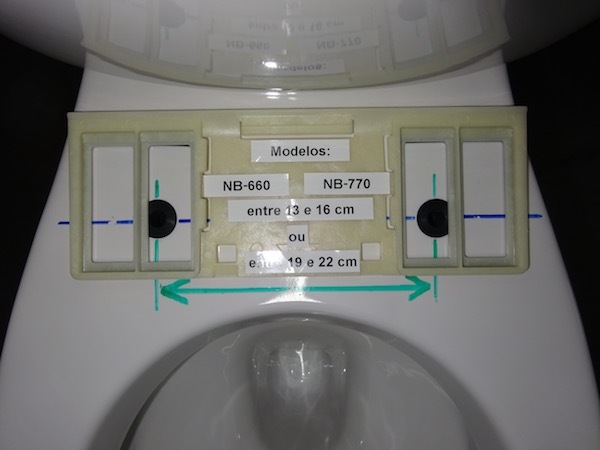 Modelos:
NB-660 NB-770
entre 13 e 16 cm
ou
entre 19 e 22 cm